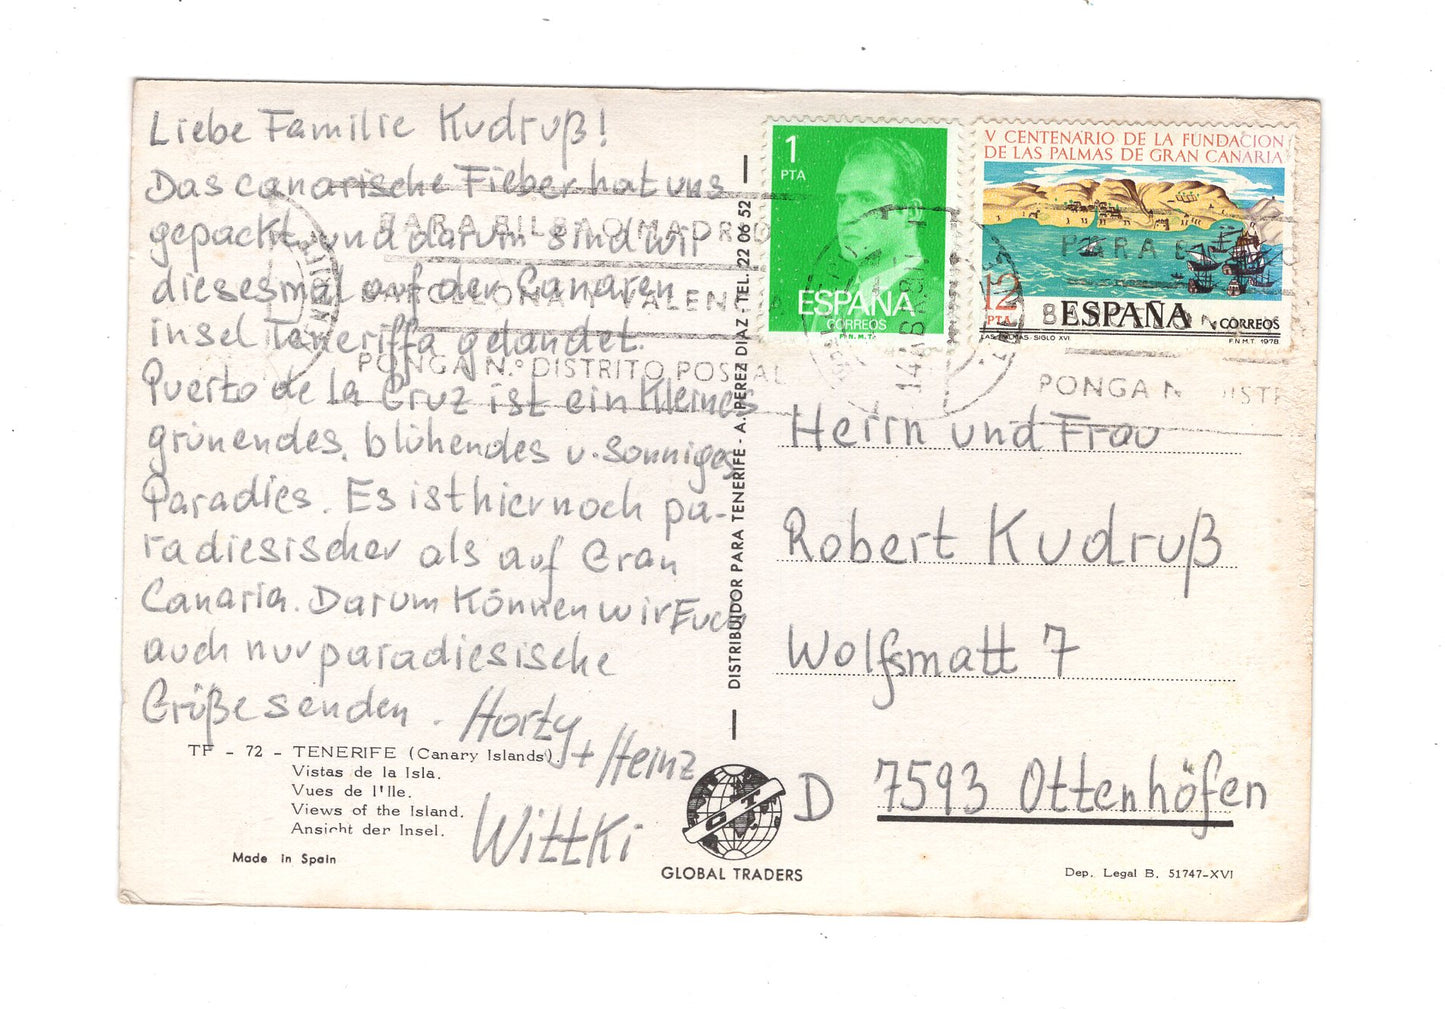 Liebe Familie Kudruß!
Das canarische Fieber hat uns
gepackt, und darum sind wir
diesesmal auf der Canaren
insel Teneriffa gelandet.
Puerto de la Cruz ist ein kleines
grünendes, blühendes u. sonniges
Paradies. Es ist hier noch pa-
radiesischer als auf Gran
Canaria. Darum können wir Euch
auch nur paradiesische
Grüße senden. Horty
+ Heinz
Wittki
TF - 72 - TENERIFE (Canary Islands).
Vistas de la Isla.
Vues de l'Ile.
Views of the Island.
Ansicht der Insel.
Made in Spain
DISTRIBUIDOR PARA TENERIFE - A. PEREZ DIAZ - TEL. 22 06 52
GLOBAL TRADERS
1
PTA
ESPAÑA
CORREOS
F.N.M.T.
V CENTENARIO DE LA FUNDACION
DE LAS PALMAS DE GRAN CANARIA
12
PTA
ESPAÑA CORREOS
LAS PALMAS-SIGLO XVI F.N.M.T. 1978
PARA BILBAO MADRID
BARCELONA Y VALENCIA
PONGA N.º DISTRITO POSTAL
PARA B
PONGA N DISTR
Herrn und Frau
Robert Kudruß
Wolfsmatt 7
D 7593 Ottenhöfen
Dep. Legal B. 51747-XVI